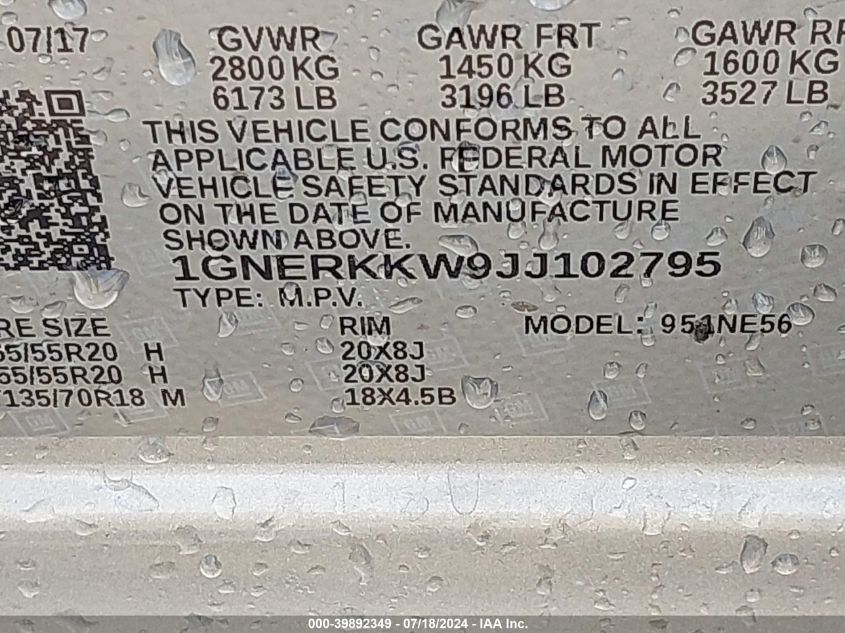 07/17 GVWR GAWR FRT GAWR RR
2800 KG 1450 KG 1600 KG
6173 LB 3196 LB 3527 LB
THIS VEHICLE CONFORMS TO ALL
APPLICABLE U.S. FEDERAL MOTOR
VEHICLE SAFETY STANDARDS IN EFFECT
ON THE DATE OF MANUFACTURE
SHOWN ABOVE.
1GNERKKW9JJ102795
TYPE: M.P.V.
RE SIZE RIM MODEL: 951NE56
55/55R20 H 20X8J
55/55R20 H 20X8J
135/70R18 M 18X4.5B
GM
000-39892349 - 07/18/2024 - IAA Inc.